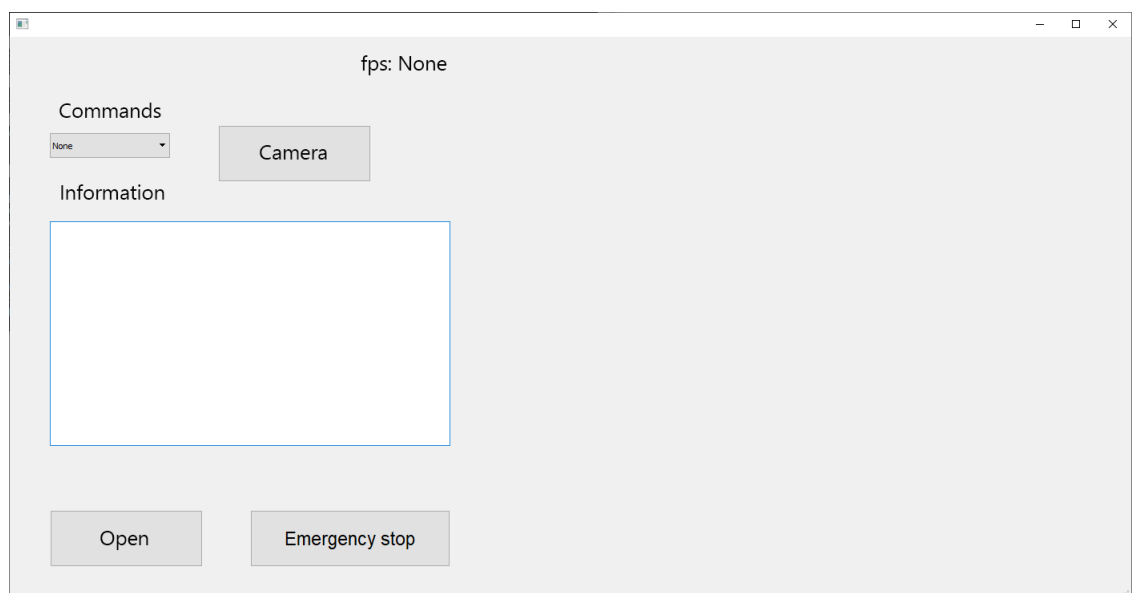 fps: None
Commands
None
Camera
Information
Open
Emergency stop